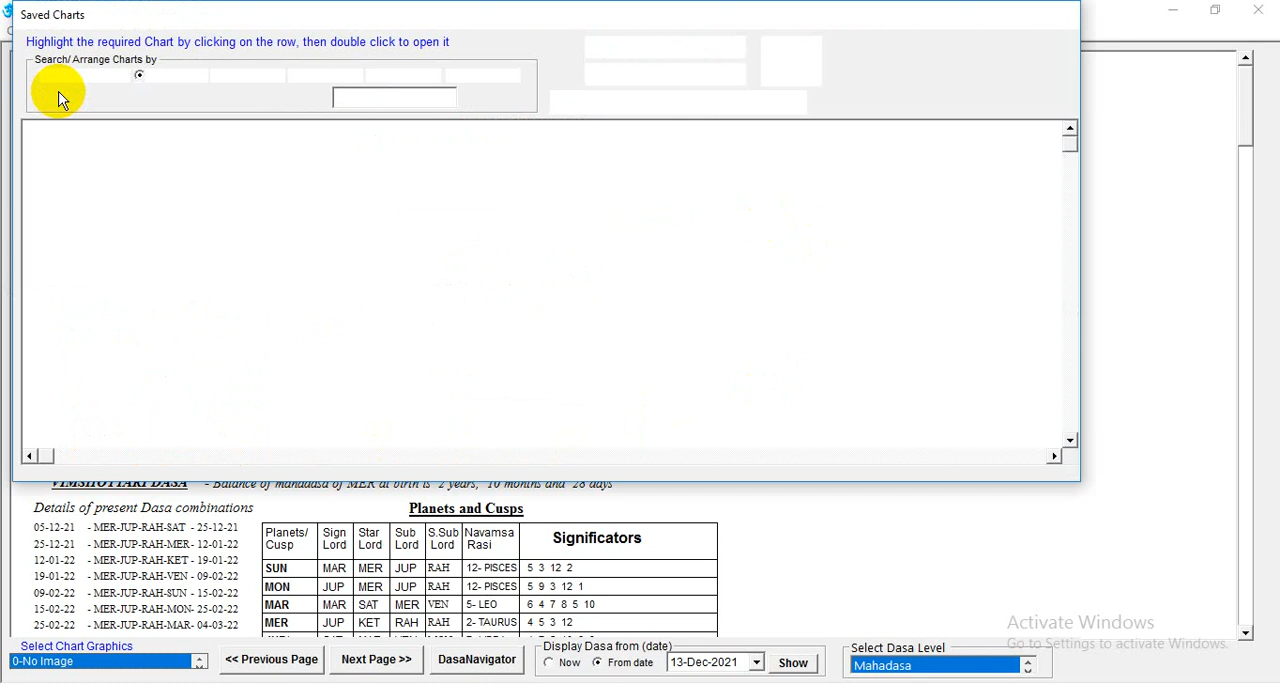 Saved Charts
Highlight the required Chart by clicking on the row, then double click to open it
Search/Arrange Charts by
VIMSHOTTARI DASA - Balance of mahadasa of MER at birth is 2 years, 10 months and 28 days
Details of present Dasa combinations
05-12-21 - MER-JUP-RAH-SAT - 25-12-21
25-12-21 - MER-JUP-RAH-MER- 12-01-22
12-01-22 - MER-JUP-RAH-KET - 19-01-22
19-01-22 - MER-JUP-RAH-VEN - 09-02-22
09-02-22 - MER-JUP-RAH-SUN - 15-02-22
15-02-22 - MER-JUP-RAH-MON- 25-02-22
25-02-22 - MER-JUP-RAH-MAR- 04-03-22
Planets and Cusps
Planets/ Cusp Sign Lord Star Lord Sub Lord S.Sub Lord Navamsa Rasi Significators
SUN MAR MER JUP RAH 12- PISCES 5 3 12 2
MON JUP MER JUP RAH 12- PISCES 5 9 3 12 1
MAR MAR SAT MER VEN 5- LEO 6 4 7 8 5 10
MER JUP KET RAH RAH 2- TAURUS 4 5 3 12
Activate Windows
Go to Settings to activate Windows.
Select Chart Graphics
0-No Image
<< Previous Page
Next Page >>
DasaNavigator
Display Dasa from (date)
Now
From date
13-Dec-2021
Show
Select Dasa Level
Mahadasa